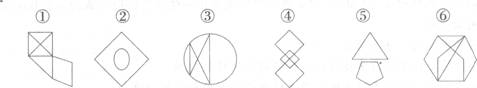 ① ② ③ ④ ⑤ ⑥